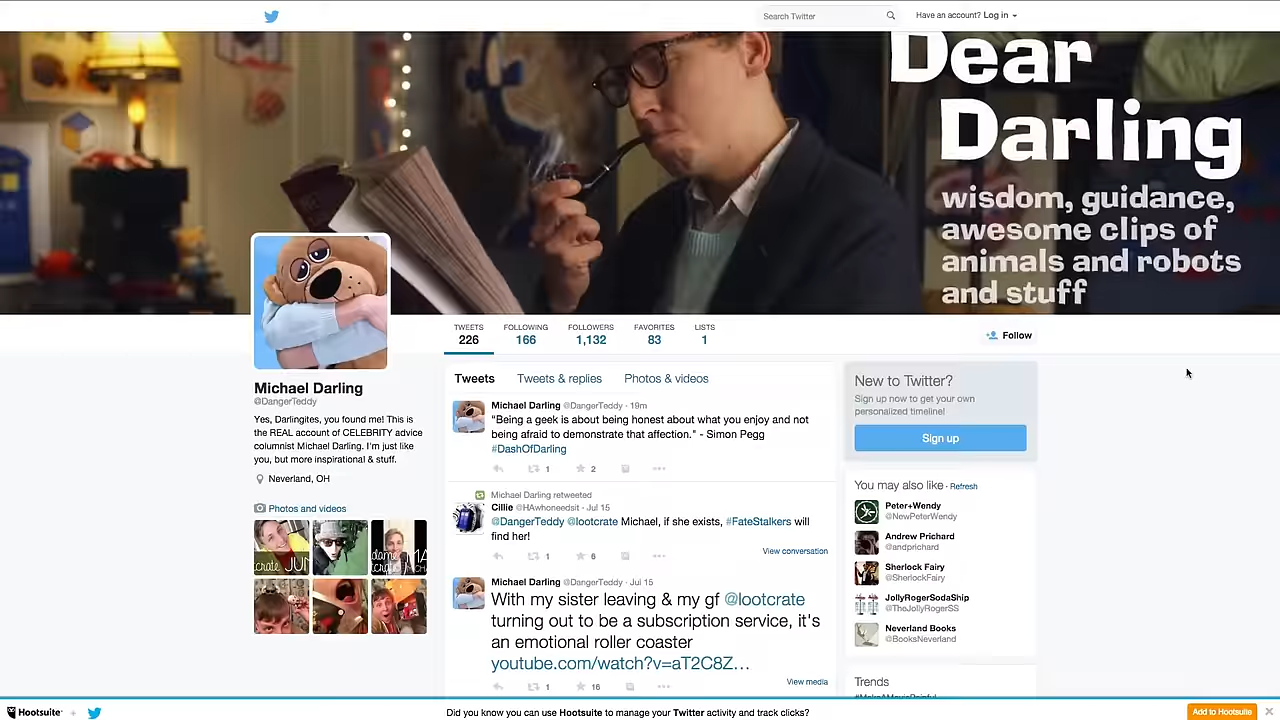 Search Twitter
Have an account? Log in
Dear
Darling
wisdom, guidance,
awesome clips of
animals and robots
and stuff
TWEETS
226
FOLLOWING
166
FOLLOWERS
1,132
FAVORITES
83
LISTS
1
Follow
Michael Darling
@DangerTeddy
Yes, Darlingites, you found me! This is
the REAL account of CELEBRITY advice
columnist Michael Darling. I'm just like
you, but more inspirational & stuff.
Neverland, OH
Photos and videos
Tweets
Tweets & replies
Photos & videos
Michael Darling @DangerTeddy · 19m
"Being a geek is about being honest about what you enjoy and not
being afraid to demonstrate that affection." - Simon Pegg
#DashOfDarling
1
2
Michael Darling retweeted
Cillie @HAwhoneedsit · Jul 15
@DangerTeddy @lootcrate Michael, if she exists, #FateStalkers will
find her!
1
6
View conversation
Michael Darling @DangerTeddy · Jul 15
With my sister leaving & my gf @lootcrate
turning out to be a subscription service, it's
an emotional roller coaster
youtube.com/watch?v=aT2C8Z…
1
16
View media
New to Twitter?
Sign up now to get your own
personalized timeline!
Sign up
You may also like · Refresh
Peter+Wendy
@NewPeterWendy
Andrew Prichard
@andprichard
Sherlock Fairy
@SherlockFairy
JollyRogerSodaShip
@TheJollyRogerSS
Neverland Books
@BooksNeverland
Trends
Hootsuite
Did you know you can use Hootsuite to manage your Twitter activity and track clicks?
Add to Hootsuite